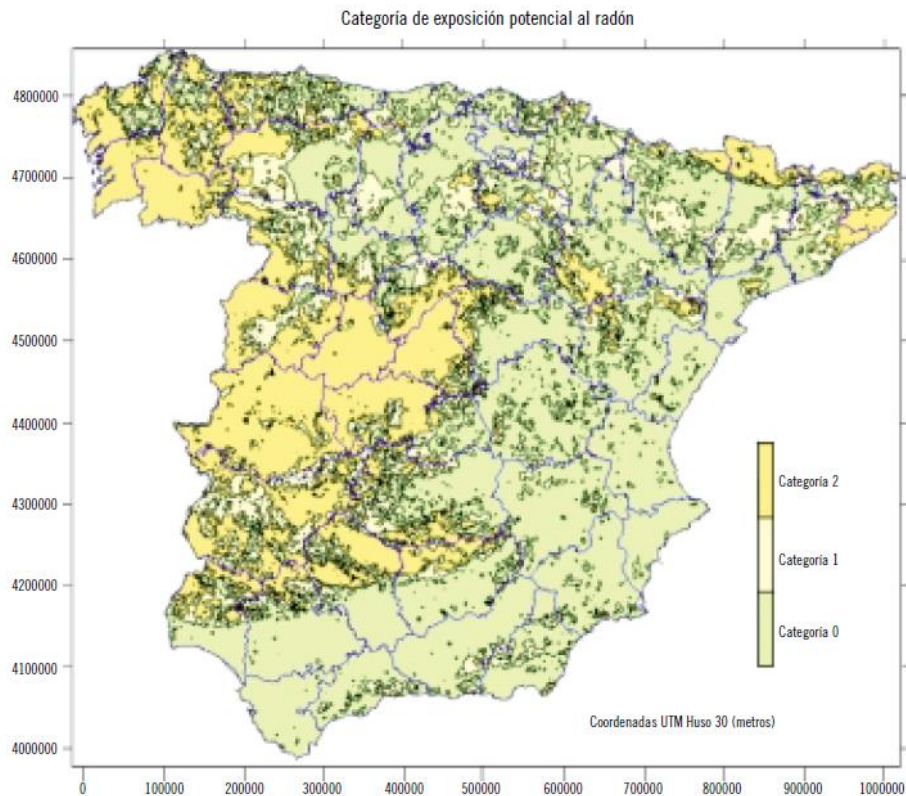 Categoría de exposición potencial al radón
4800000
4700000
4600000
4500000
4400000
4300000
4200000
4100000
4000000
Categoría 2
Categoría 1
Categoría 0
Coordenadas UTM Huso 30 (metros)
0 100000 200000 300000 400000 500000 600000 700000 800000 900000 1000000